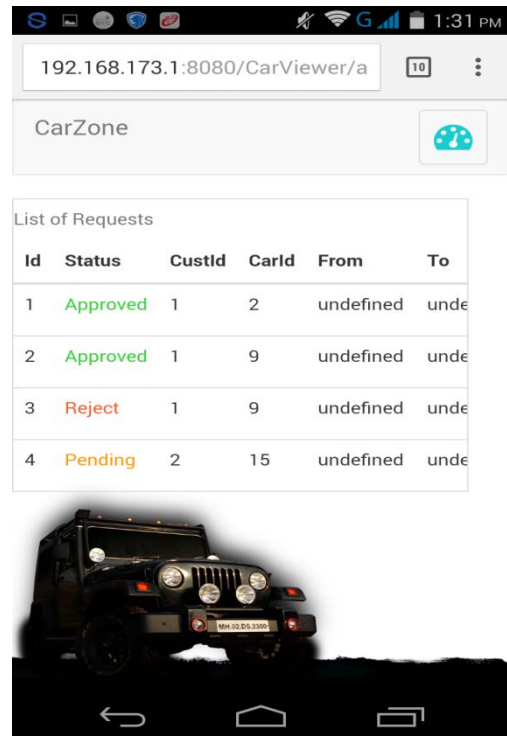 G 1:31 PM
192.168.173.1:8080/CarViewer/a 10
CarZone
List of Requests
Id Status CustId CarId From To
1 Approved 1 2 undefined unde
2 Approved 1 9 undefined unde
3 Reject 1 9 undefined unde
4 Pending 2 15 undefined unde